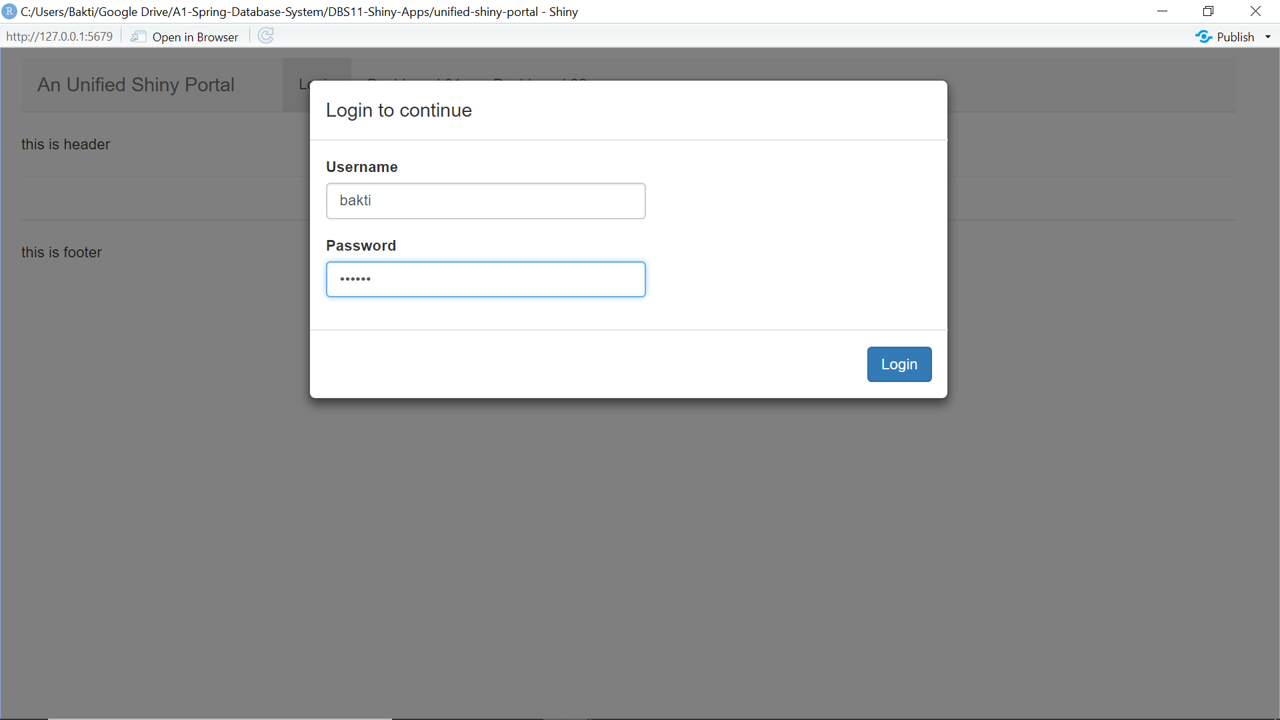 C:/Users/Bakti/Google Drive/A1-Spring-Database-System/DBS11-Shiny-Apps/unified-shiny-portal - Shiny
http://127.0.0.1:5679 Open in Browser Publish
An Unified Shiny Portal
Login to continue
this is header
Username
bakti
Password
••••••
this is footer
Login